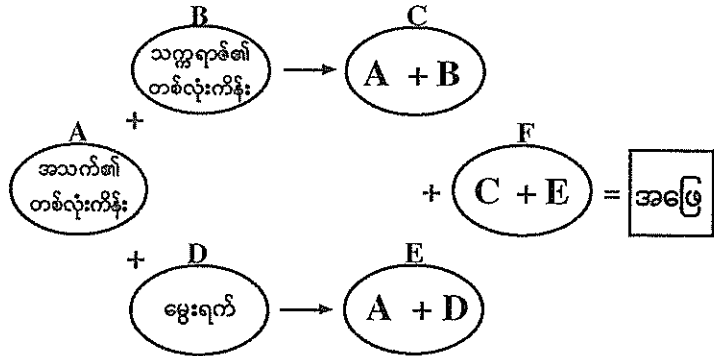 B
သက္ကရာဇ်၏
တစ်လုံးကိန်း
C
A + B
+
A
အသက်၏
တစ်လုံးကိန်း
F
+
C + E
=
အဖြေ
+
D
မွေးရက်
E
A + D